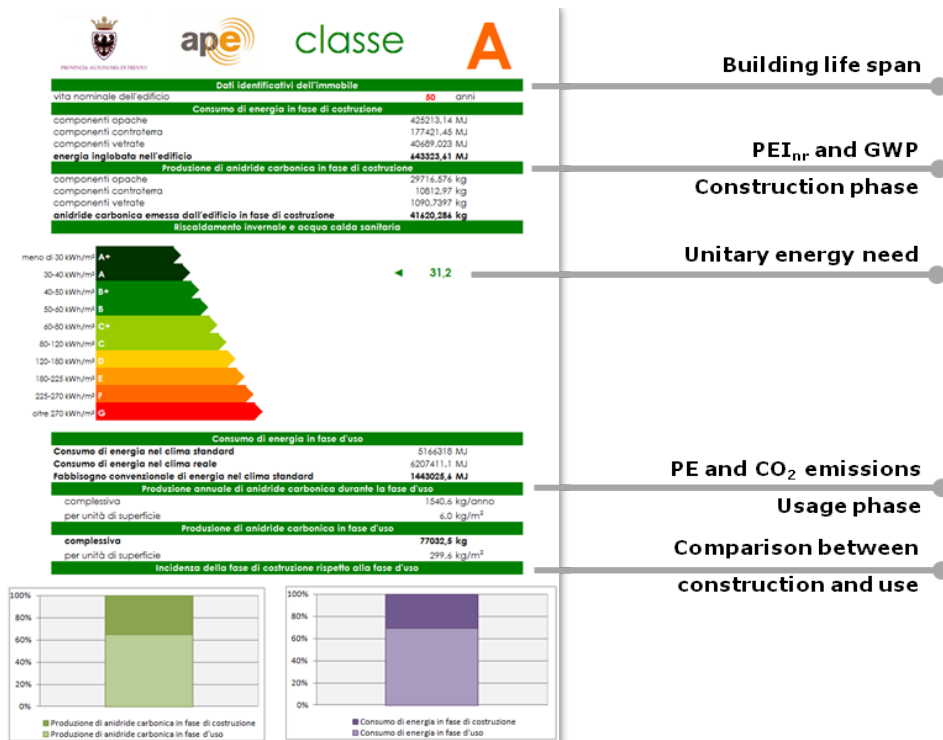 PROVINCIA AUTONOMA DI TRENTO
ape
classe
A
Dati identificativi dell'immobile
vita nominale dell'edificio 50 anni
Consumo di energia in fase di costruzione
componenti opache 425213,14 MJ
componenti controterra 177421,45 MJ
componenti vetrate 40689,023 MJ
energia inglobata nell'edificio 643323,61 MJ
Produzione di anidride carbonica in fase di costruzione
componenti opache 29716,576 kg
componenti controterra 10812,97 kg
componenti vetrate 1090,7397 kg
anidride carbonica emessa dall'edificio in fase di costruzione 41620,286 kg
Riscaldamento invernale e acqua calda sanitaria
meno di 30 kWh/m² A+
30-40 kWh/m² A ◄ 31,2
40-50 kWh/m² B+
50-60 kWh/m² B
60-80 kWh/m² C+
80-120 kWh/m² C
120-180 kWh/m² D
180-225 kWh/m² E
225-270 kWh/m² F
oltre 270 kWh/m² G
Consumo di energia in fase d'uso
Consumo di energia nel clima standard 5166318 MJ
Consumo di energia nel clima reale 6207411,1 MJ
Fabbisogno convenzionale di energia nel clima standard 1443025,6 MJ
Produzione annuale di anidride carbonica durante la fase d'uso
complessiva 1540,6 kg/anno
per unità di superficie 6,0 kg/m²
Produzione di anidride carbonica in fase d'uso
complessiva 77032,5 kg
per unità di superficie 299,6 kg/m²
Incidenza della fase di costruzione rispetto alla fase d'uso
100%
80%
60%
40%
20%
0%
Produzione di anidride carbonica in fase di costruzione
Produzione di anidride carbonica in fase d'uso
100%
80%
60%
40%
20%
0%
Consumo di energia in fase di costruzione
Consumo di energia in fase d'uso
Building life span
PEInr and GWP
Construction phase
Unitary energy need
PE and CO2 emissions
Usage phase
Comparison between
construction and use